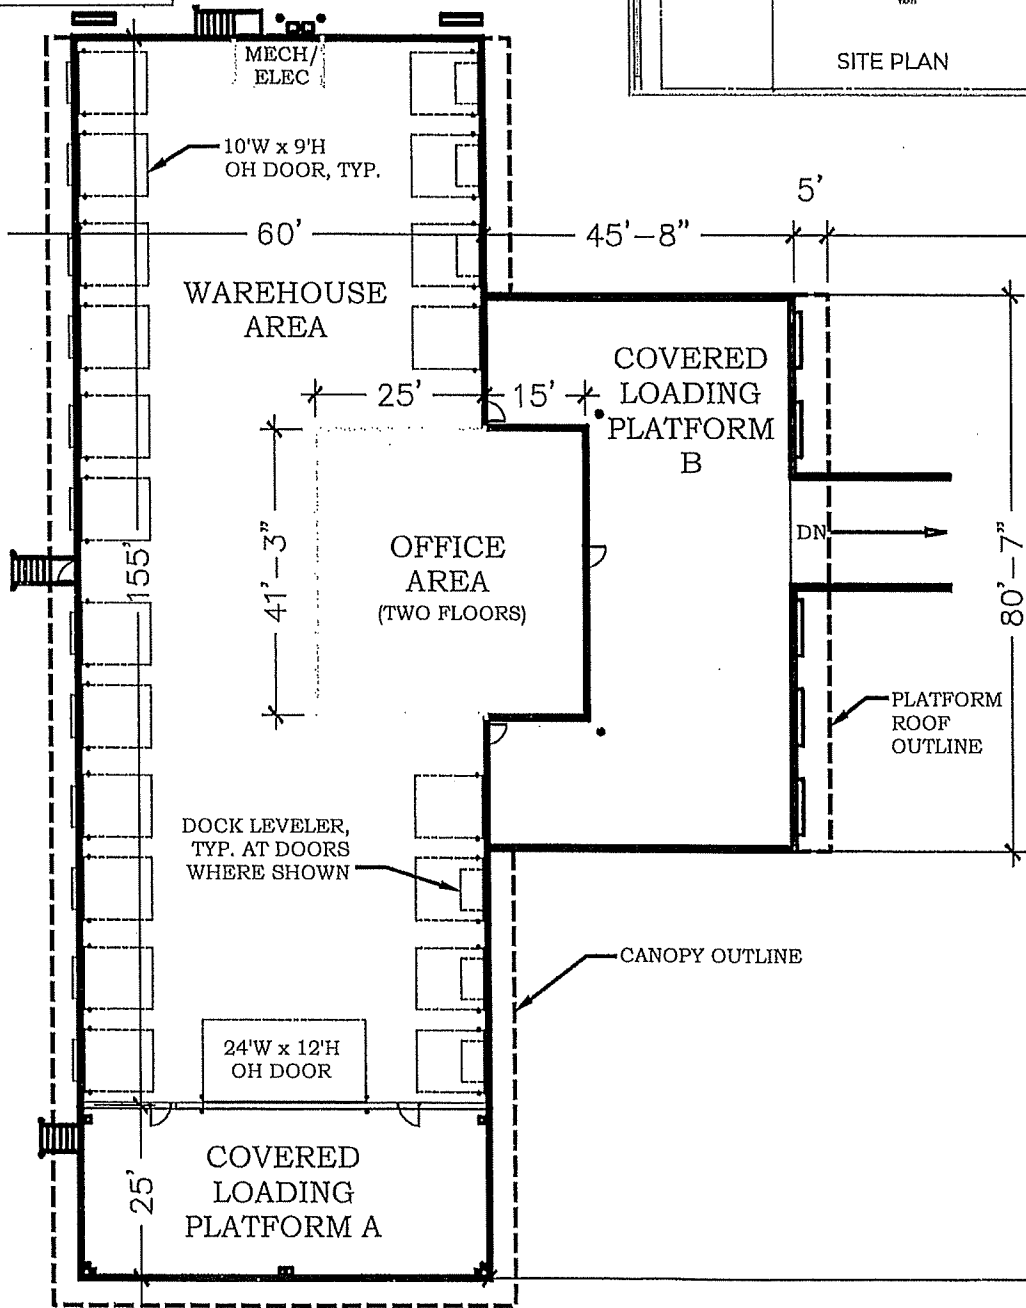 MECH/
ELEC
SITE PLAN
10'W x 9'H
OH DOOR, TYP.
5'
60'
45'-8"
WAREHOUSE
AREA
COVERED
LOADING
PLATFORM
B
25'
15'
41'-3"
155'
OFFICE
AREA
(TWO FLOORS)
DN
80'-7"
PLATFORM
ROOF
OUTLINE
DOCK LEVELER,
TYP. AT DOORS
WHERE SHOWN
CANOPY OUTLINE
24'W x 12'H
OH DOOR
COVERED
LOADING
PLATFORM A
25'